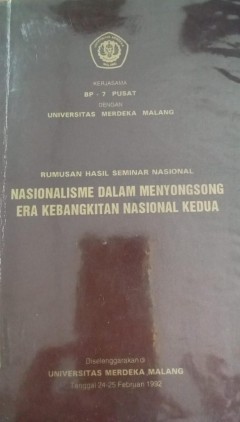 KERJASAMA
BP - 7 PUSAT
DENGAN
UNIVERSITAS MERDEKA MALANG
RUMUSAN HASIL SEMINAR NASIONAL
NASIONALISME DALAM MENYONGSONG
ERA KEBANGKITAN NASIONAL KEDUA
Diselenggarakan di
UNIVERSITAS MERDEKA MALANG
Tanggal 24-25 Februari 1992